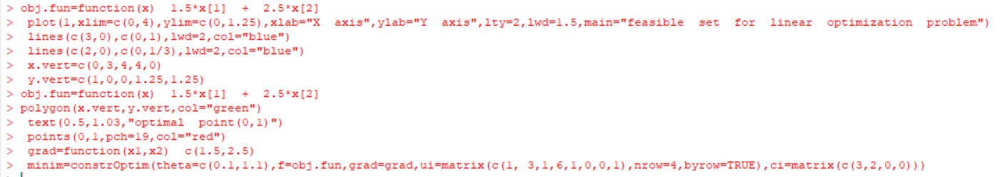 > obj.fun=function(x)  1.5*x[1]  +  2.5*x[2]
>  plot(1,xlim=c(0,4),ylim=c(0,1.25),xlab="X  axis",ylab="Y  axis",lty=2,lwd=1.5,main="feasible  set  for  linear  optimization  problem")
>  lines(c(3,0),c(0,1),lwd=2,col="blue")
>  lines(c(2,0),c(0,1/3),lwd=2,col="blue")
>  x.vert=c(0,3,4,4,0)
>  y.vert=c(1,0,0,1.25,1.25)
> obj.fun=function(x)  1.5*x[1]  +  2.5*x[2]
> polygon(x.vert,y.vert,col="green")
>  text(0.5,1.03,"optimal  point(0,1)")
>  points(0,1,pch=19,col="red")
>  grad=function(x1,x2)  c(1.5,2.5)
>  minim=constrOptim(theta=c(0.1,1.1),f=obj.fun,grad=grad,ui=matrix(c(1, 3,1,6,1,0,0,1),nrow=4,byrow=TRUE),ci=matrix(c(3,2,0,0)))